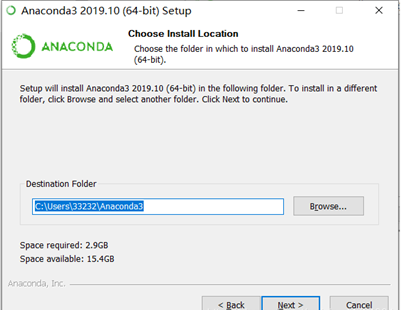 Anaconda3 2019.10 (64-bit) Setup
Choose Install Location
ANACONDA
Choose the folder in which to install Anaconda3 2019.10
(64-bit).
Setup will install Anaconda3 2019.10 (64-bit) in the following folder. To install in a different
folder, click Browse and select another folder. Click Next to continue.
Destination Folder
C:\Users\33232\Anaconda3
Browse...
Space required: 2.9GB
Space available: 15.4GB
Anaconda, Inc.
< Back
Next >
Cancel